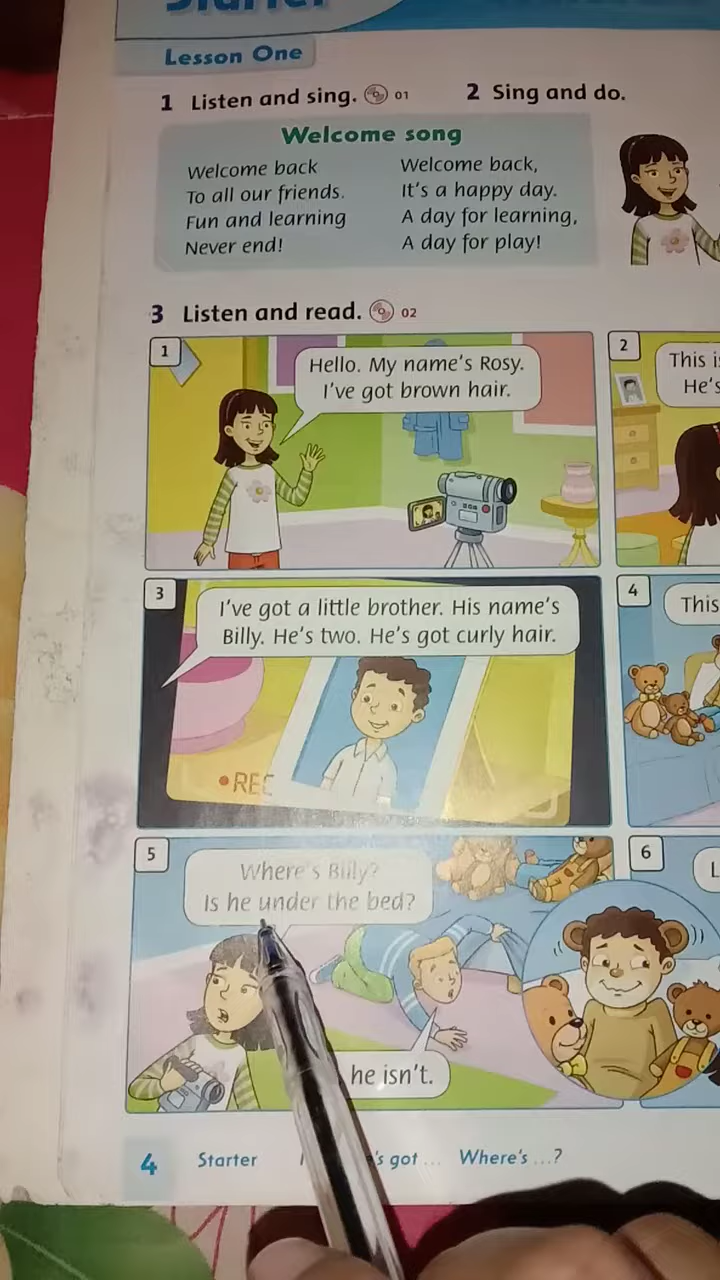 Starter
Lesson One
1 Listen and sing. 01
2 Sing and do.
Welcome song
Welcome back
To all our friends.
Fun and learning
Never end!
Welcome back,
It's a happy day.
A day for learning,
A day for play!
3 Listen and read. 02
1
Hello. My name's Rosy.
I've got brown hair.
2
This
He's
3
I've got a little brother. His name's
Billy. He's two. He's got curly hair.
REC
4
This
5
Where's Billy?
Is he under the bed?
he isn't.
6
L
4 Starter
's got ... Where's ...?